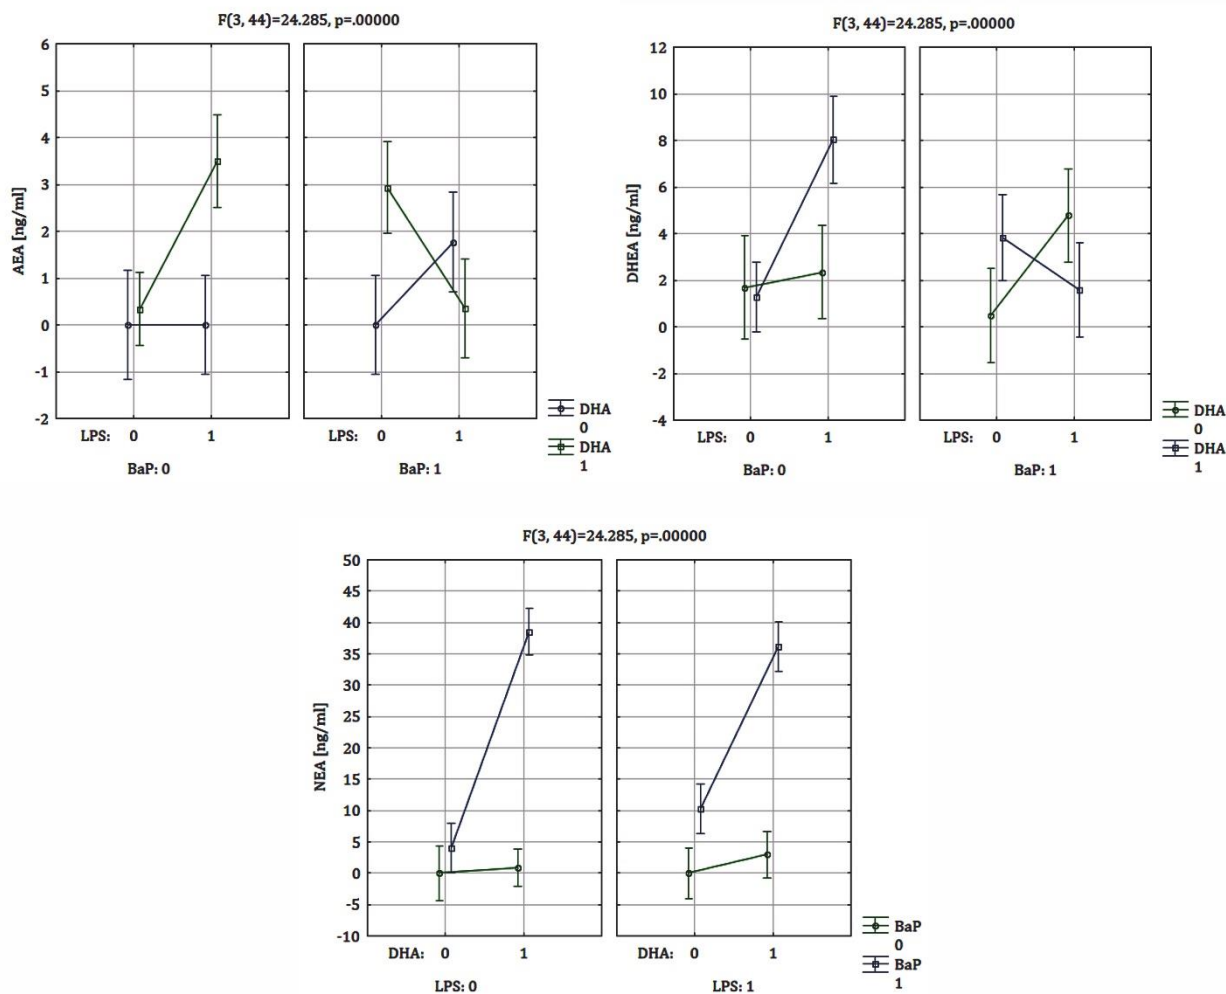 F(3, 44)=24.285, p=.00000
AEA [ng/ml]
6
5
4
3
2
1
0
-1
-2
LPS: 0 1 0 1
BaP: 0 BaP: 1
DHA
0
DHA
1
F(3, 44)=24.285, p=.00000
DHEA [ng/ml]
12
10
8
6
4
2
0
-2
-4
LPS: 0 1 0 1
BaP: 0 BaP: 1
DHA
0
DHA
1
F(3, 44)=24.285, p=.00000
NEA [ng/ml]
50
45
40
35
30
25
20
15
10
5
0
-5
-10
DHA: 0 1 0 1
LPS: 0 LPS: 1
BaP
0
BaP
1